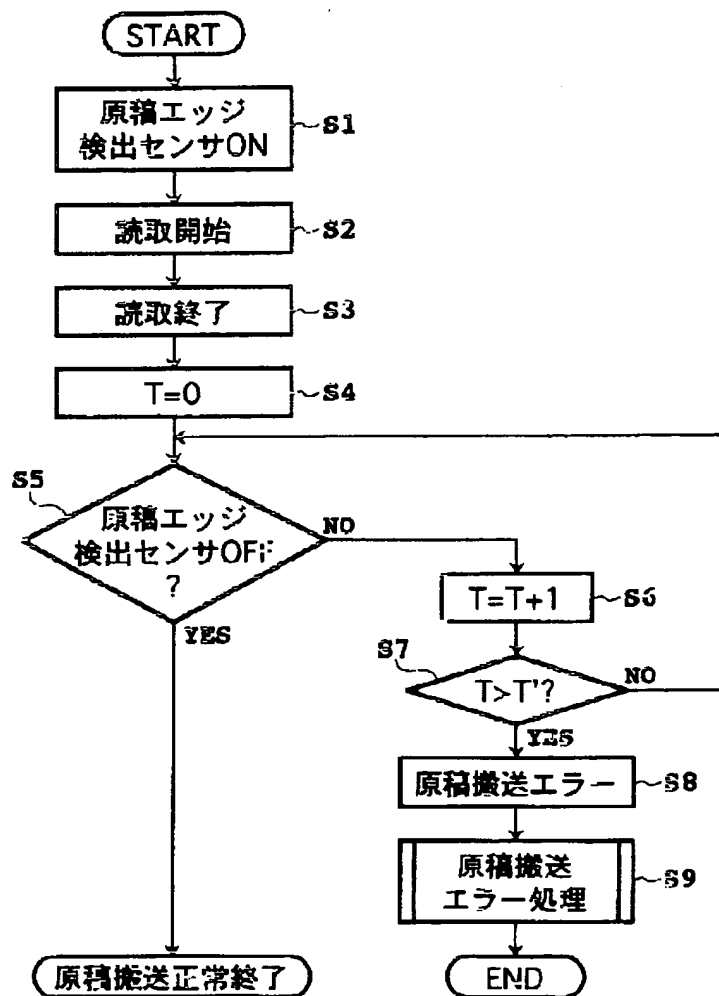 START
原稿エッジ
検出センサON
S1
読取開始
S2
読取終了
S3
T=0
S4
S5
原稿エッジ
検出センサOFF
?
NO
YES
T=T+1
S6
S7
T>T'?
NO
YES
原稿搬送エラー
S8
原稿搬送
エラー処理
S9
原稿搬送正常終了
END